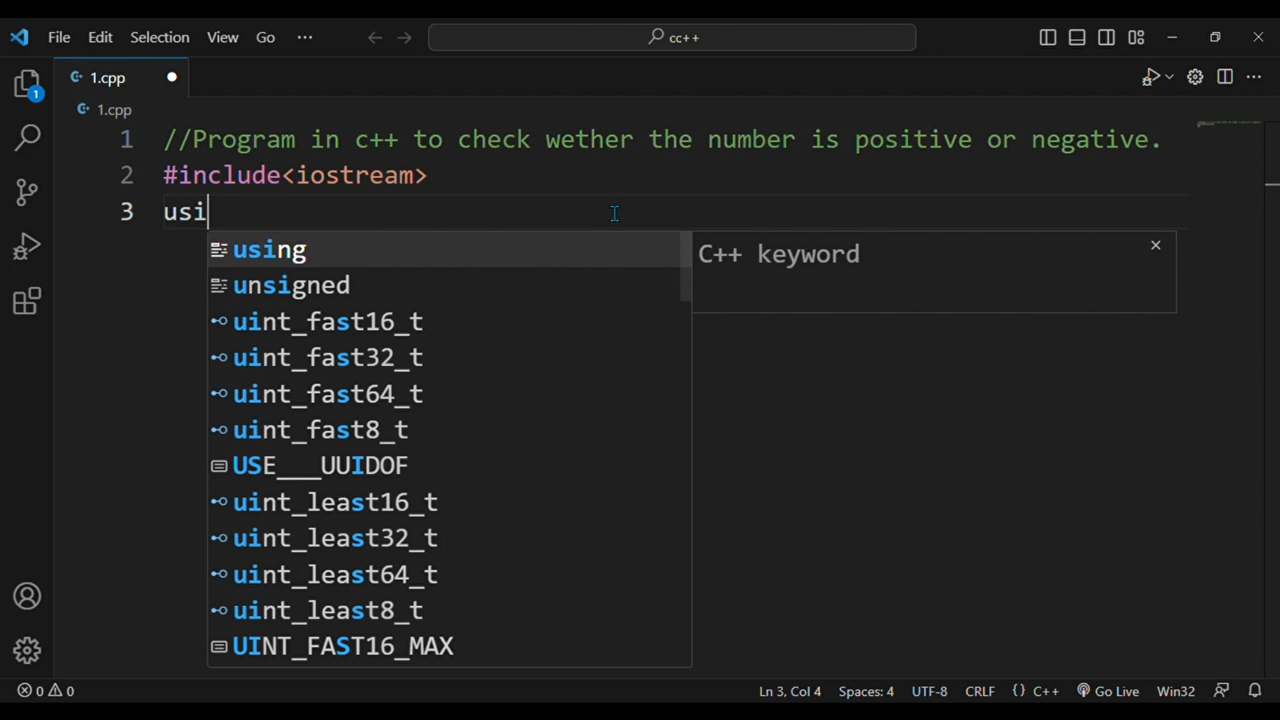 File Edit Selection View Go ··· cc++
1.cpp
1.cpp
1 //Program in c++ to check wether the number is positive or negative.
2 #include<iostream>
3 usi
using C++ keyword
unsigned
uint_fast16_t
uint_fast32_t
uint_fast64_t
uint_fast8_t
USE___UUIDOF
uint_least16_t
uint_least32_t
uint_least64_t
uint_least8_t
UINT_FAST16_MAX
1
0 0 Ln 3, Col 4 Spaces: 4 UTF-8 CRLF {} C++ Go Live Win32